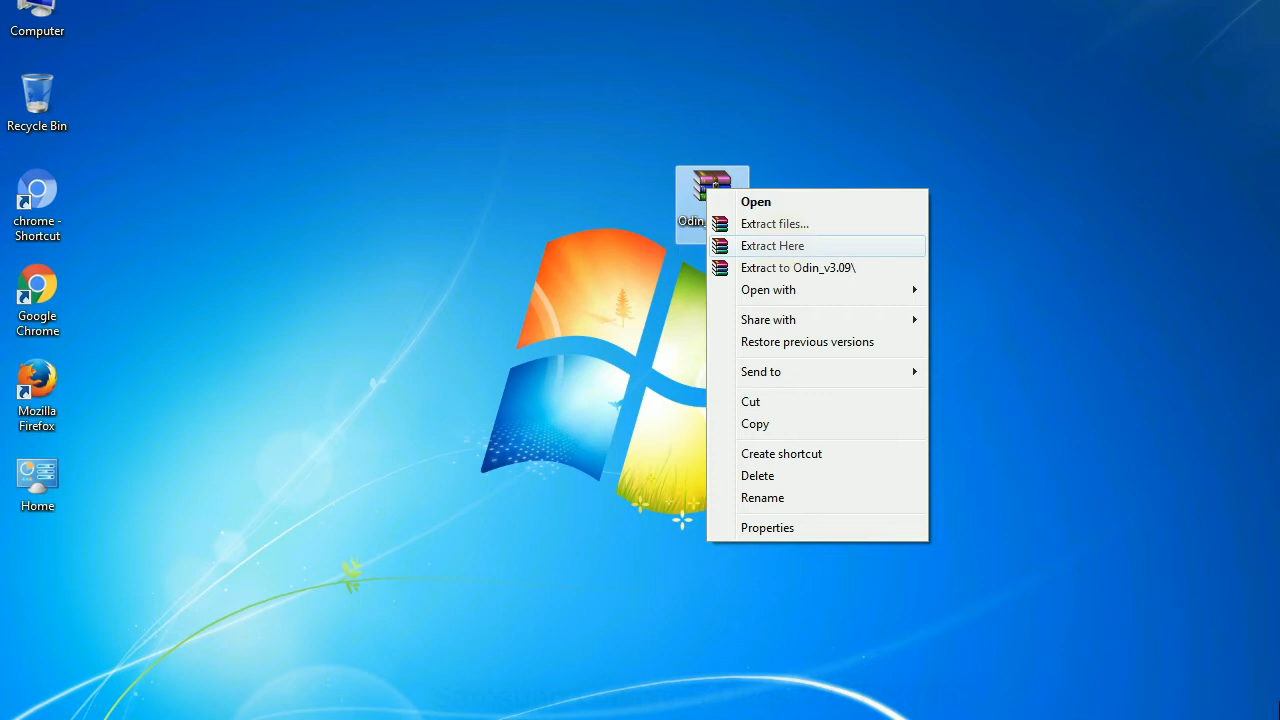 Computer
Recycle Bin
chrome -
Shortcut
Google
Chrome
Mozilla
Firefox
Home
Odin_
Open
Extract files...
Extract Here
Extract to Odin_v3.09\
Open with
Share with
Restore previous versions
Send to
Cut
Copy
Create shortcut
Delete
Rename
Properties